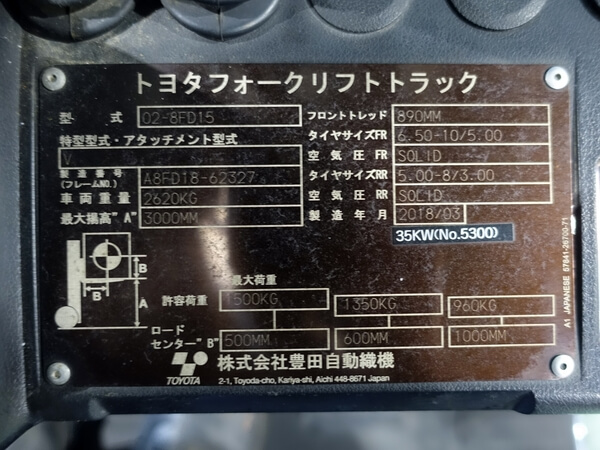 トヨタフォークリフトトラック
型式 02-8FD15 フロントトレッド 890MM
特型型式・アタッチメント型式 タイヤサイズFR 6.50-10/5.00
V 空気圧 FR SOLID
製造番号(フレームNO.) A8FD18-62327 タイヤサイズRR 5.00-8/3.00
車両重量 2620KG 空気圧 RR SOLID
最大揚高"A" 3000MM 製造年月 2018/03
35KW(No.5300)
B
B
A
最大荷重
許容荷重 1500KG 1350KG 960KG
ロードセンター"B" 500MM 600MM 1000MM
TOYOTA 株式会社豊田自動織機
2-1, Toyoda-cho, Kariya-shi, Aichi 448-8671 Japan
A1 JAPANESE 57641-26700-71